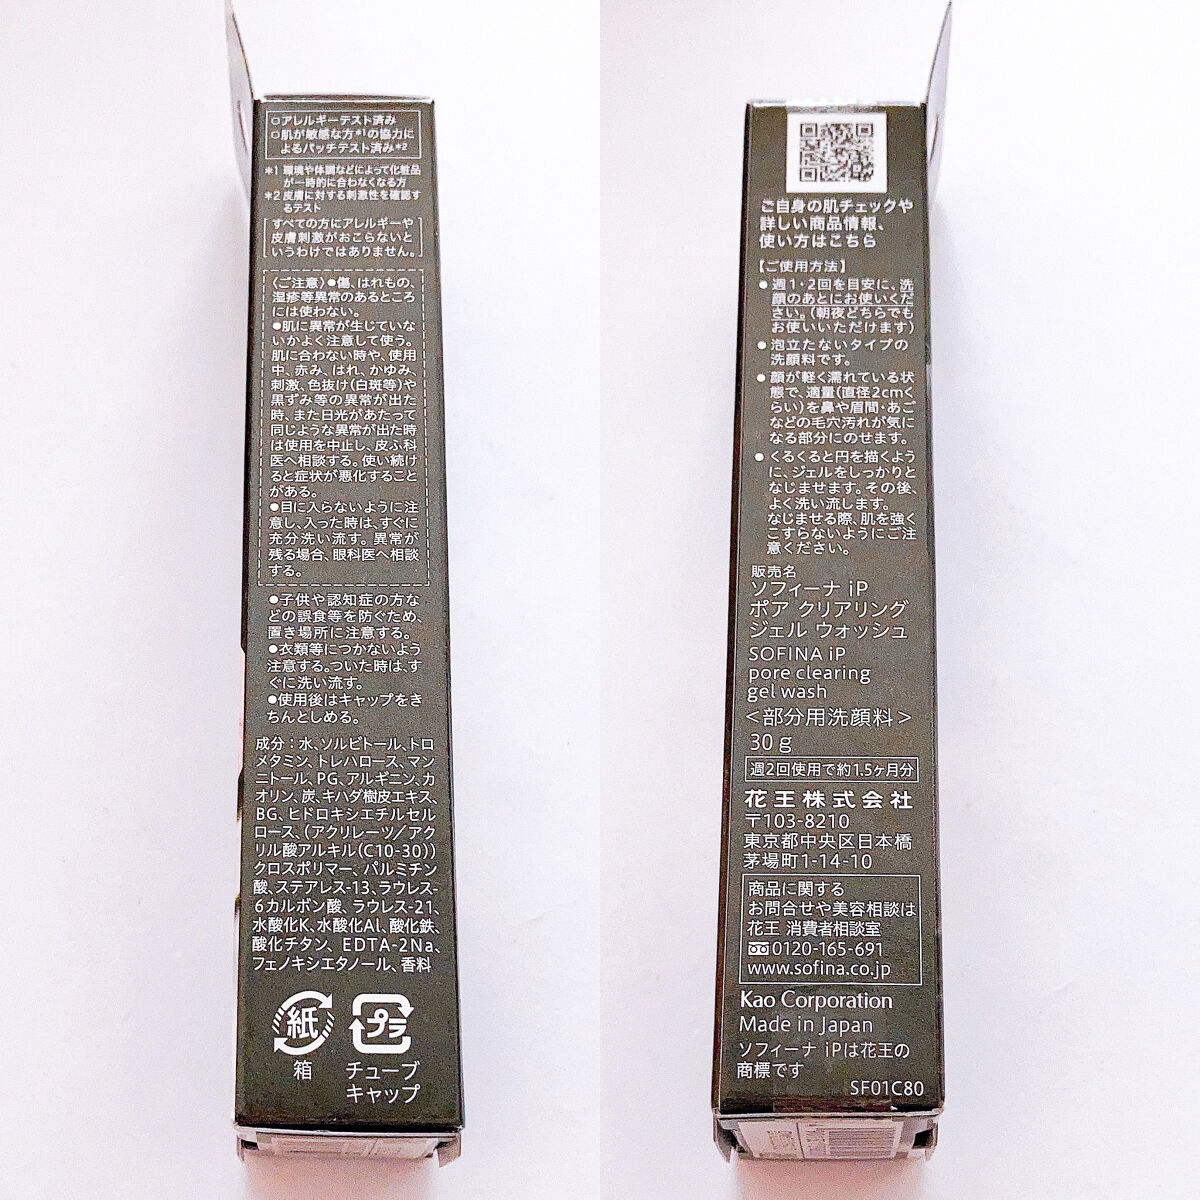 ○アレルギーテスト済み
○肌が敏感な方*1の協力に
よるパッチテスト済み*2
*1 環境や体調などによって化粧品
が一時的に合わなくなる方
*2 皮膚に対する刺激性を確認す
るテスト
すべての方にアレルギーや
皮膚刺激がおこらないと
いうわけではありません。
〈ご注意〉●傷、はれもの、
湿疹等異常のあるところ
には使わない。
●肌に異常が生じていな
いかよく注意して使う。
肌に合わない時や、使用
中、赤み、はれ、かゆみ、
刺激、色抜け(白斑等)や
黒ずみ等の異常が出た
時、また日光があたって
同じような異常が出た時
は使用を中止し、皮ふ科
医へ相談する。使い続け
ると症状が悪化すること
がある。
●目に入らないように注
意し、入った時は、すぐに
充分洗い流す。異常が
残る場合、眼科医へ相談
する。
●子供や認知症の方な
どの誤食等を防ぐため、
置き場所に注意する。
●衣類等につかないよう
注意する。ついた時は、す
ぐに洗い流す。
●使用後はキャップをき
ちんとしめる。
成分：水、ソルビトール、トロ
メタミン、トレハロース、マン
ニトール、PG、アルギニン、カ
オリン、炭、キハダ樹皮エキス、
BG、ヒドロキシエチルセル
ロース、(アクリレーツ／アク
リル酸アルキル(C10-30))
クロスポリマー、パルミチン
酸、ステアレス-13、ラウレス-
6カルボン酸、ラウレス-21、
水酸化K、水酸化Al、酸化鉄、
酸化チタン、EDTA-2Na、
フェノキシエタノール、香料
紙
箱
プラ
チューブ
キャップ
ご自身の肌チェックや
詳しい商品情報、
使い方はこちら
【ご使用方法】
●週1・2回を目安に、洗
顔のあとにお使いくだ
さい。(朝夜どちらでも
お使いいただけます)
●泡立たないタイプの
洗顔料です。
●顔が軽く濡れている状
態で、適量(直径2cmく
らい)を鼻や眉間・あご
などの毛穴汚れが気に
なる部分にのせます。
●くるくると円を描くよう
に、ジェルをしっかりと
なじませます。その後、
よく洗い流します。
なじませる際、肌を強く
こすらないようにご注
意ください。
販売名
ソフィーナ iP
ポア クリアリング
ジェル ウォッシュ
SOFINA iP
pore clearing
gel wash
＜部分用洗顔料＞
30g
週2回使用で約1.5ヶ月分
花王株式会社
〒103-8210
東京都中央区日本橋
茅場町1-14-10
商品に関する
お問合せや美容相談は
花王 消費者相談室
0120-165-691
www.sofina.co.jp
Kao Corporation
Made in Japan
ソフィーナ iPは花王の
商標です
SF01C80